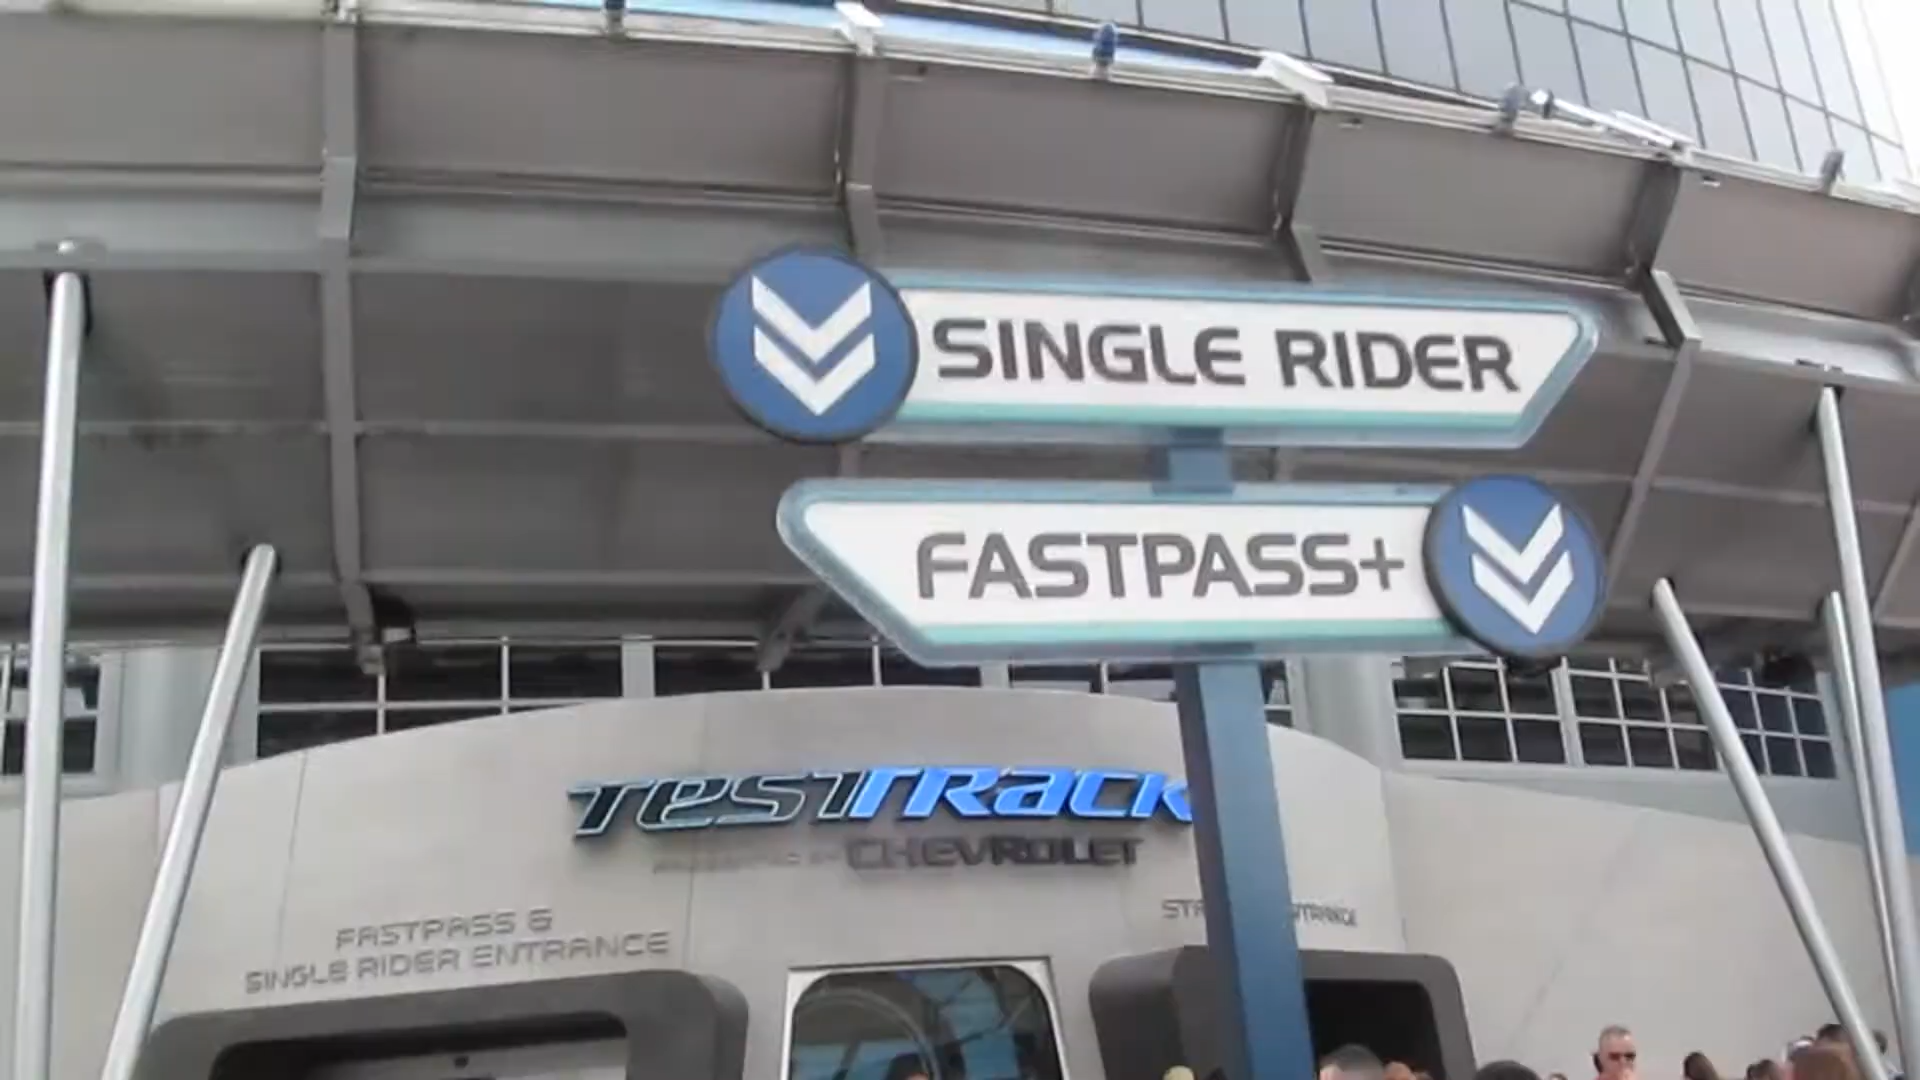 SINGLE RIDER
FASTPASS+
TEST TRACK
CHEVROLET
FASTPASS &
SINGLE RIDER ENTRANCE